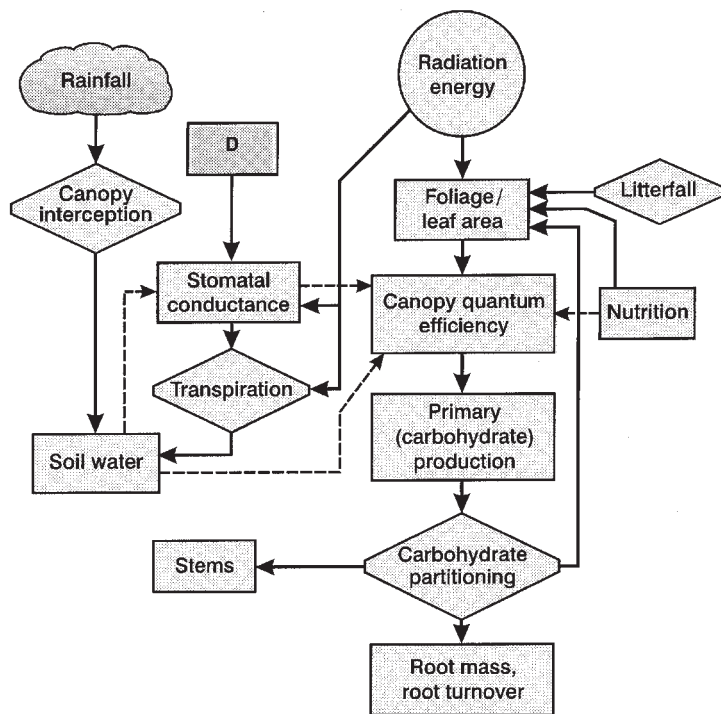 Rainfall
Radiation
energy
D
Canopy
interception
Foliage/
leaf area
Litterfall
Stomatal
conductance
Canopy quantum
efficiency
Nutrition
Transpiration
Primary
(carbohydrate)
production
Soil water
Stems
Carbohydrate
partitioning
Root mass,
root turnover